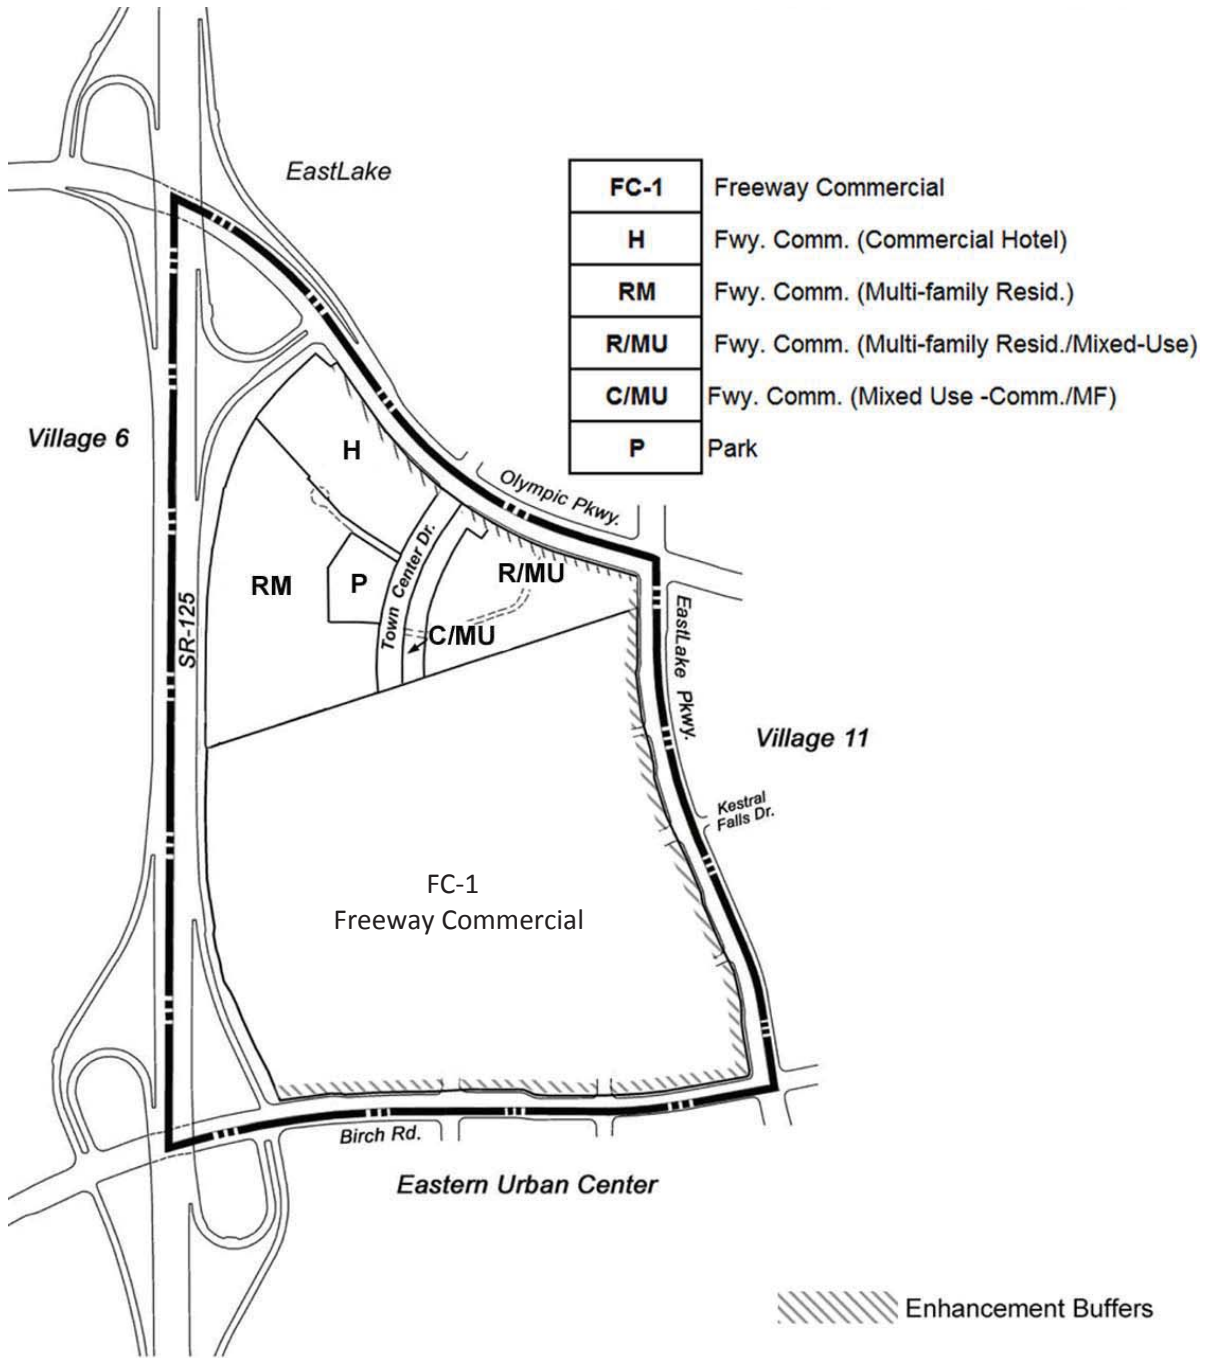 EastLake
FC-1 Freeway Commercial
H Fwy. Comm. (Commercial Hotel)
RM Fwy. Comm. (Multi-family Resid.)
R/MU Fwy. Comm. (Multi-family Resid./Mixed-Use)
C/MU Fwy. Comm. (Mixed Use -Comm./MF)
P Park
Village 6
H
Olympic Pkwy.
Town Center Dr.
R/MU
RM
P
C/MU
SR-125
EastLake Pkwy.
Village 11
Kestral
Falls Dr.
FC-1
Freeway Commercial
Birch Rd.
Eastern Urban Center
Enhancement Buffers